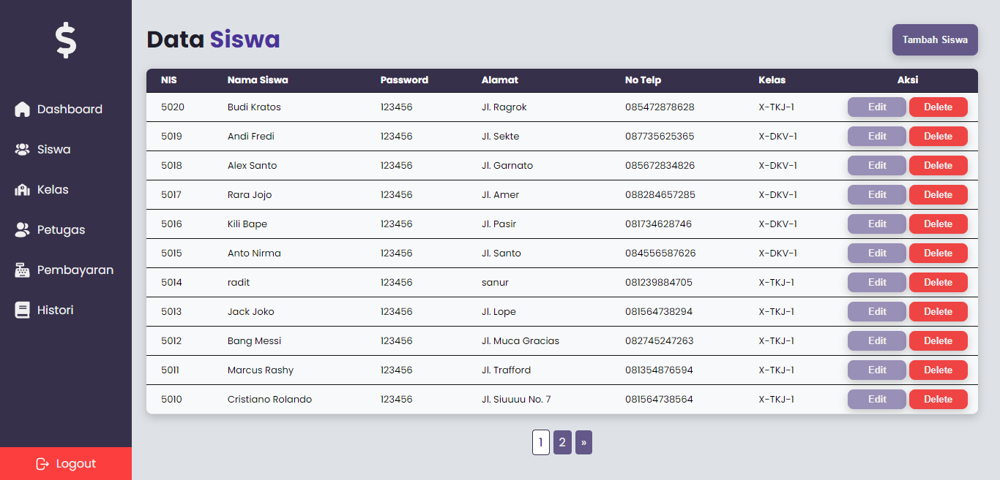 $
Dashboard
Siswa
Kelas
Petugas
Pembayaran
Histori
Logout
Data Siswa
Tambah Siswa
NIS Nama Siswa Password Alamat No Telp Kelas Aksi
5020 Budi Kratos 123456 Jl. Ragrok 085472878628 X-TKJ-1 Edit Delete
5019 Andi Fredi 123456 Jl. Sekte 087735625365 X-DKV-1 Edit Delete
5018 Alex Santo 123456 Jl. Garnato 085672834826 X-DKV-1 Edit Delete
5017 Rara Jojo 123456 Jl. Amer 088284657285 X-DKV-1 Edit Delete
5016 Kili Bape 123456 Jl. Pasir 081734628746 X-DKV-1 Edit Delete
5015 Anto Nirma 123456 Jl. Santo 084556587626 X-DKV-1 Edit Delete
5014 radit 123456 sanur 081239884705 X-TKJ-1 Edit Delete
5013 Jack Joko 123456 Jl. Lope 081564738294 X-TKJ-1 Edit Delete
5012 Bang Messi 123456 Jl. Muca Gracias 082745247263 X-TKJ-1 Edit Delete
5011 Marcus Rashy 123456 Jl. Trafford 081354876594 X-TKJ-1 Edit Delete
5010 Cristiano Rolando 123456 Jl. Siuuuu No. 7 081564738564 X-TKJ-1 Edit Delete
1 2 »